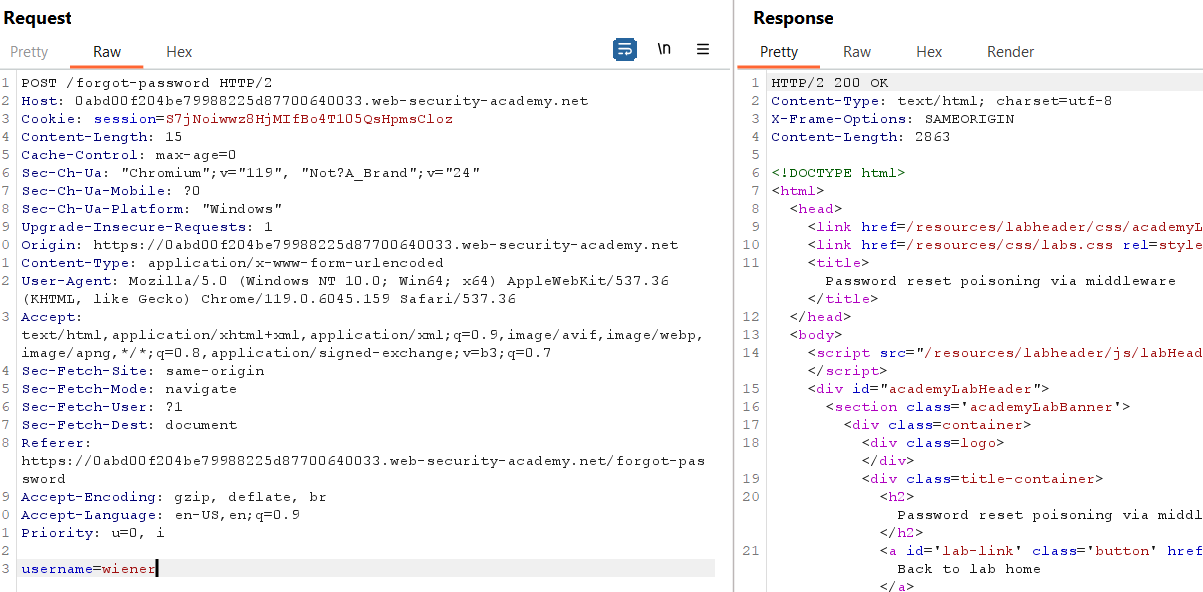 Request
Pretty Raw Hex \n
1 POST /forgot-password HTTP/2
2 Host: 0abd00f204be79988225d87700640033.web-security-academy.net
3 Cookie: session=S7jNoiwwz8HjMIfBo4T105QsHpmsCloz
4 Content-Length: 15
5 Cache-Control: max-age=0
6 Sec-Ch-Ua: "Chromium";v="119", "Not?A_Brand";v="24"
7 Sec-Ch-Ua-Mobile: ?0
8 Sec-Ch-Ua-Platform: "Windows"
9 Upgrade-Insecure-Requests: 1
0 Origin: https://0abd00f204be79988225d87700640033.web-security-academy.net
1 Content-Type: application/x-www-form-urlencoded
2 User-Agent: Mozilla/5.0 (Windows NT 10.0; Win64; x64) AppleWebKit/537.36
(KHTML, like Gecko) Chrome/119.0.6045.159 Safari/537.36
3 Accept:
text/html,application/xhtml+xml,application/xml;q=0.9,image/avif,image/webp,
image/apng,*/*;q=0.8,application/signed-exchange;v=b3;q=0.7
4 Sec-Fetch-Site: same-origin
5 Sec-Fetch-Mode: navigate
6 Sec-Fetch-User: ?1
7 Sec-Fetch-Dest: document
8 Referer:
https://0abd00f204be79988225d87700640033.web-security-academy.net/forgot-pas
sword
9 Accept-Encoding: gzip, deflate, br
0 Accept-Language: en-US,en;q=0.9
1 Priority: u=0, i
2
3 username=wiener
Response
Pretty Raw Hex Render
1 HTTP/2 200 OK
2 Content-Type: text/html; charset=utf-8
3 X-Frame-Options: SAMEORIGIN
4 Content-Length: 2863
5
6 <!DOCTYPE html>
7 <html>
8 <head>
9 <link href=/resources/labheader/css/academyL
10 <link href=/resources/css/labs.css rel=style
11 <title>
Password reset poisoning via middleware
</title>
12 </head>
13 <body>
14 <script src="/resources/labheader/js/labHead
</script>
15 <div id="academyLabHeader">
16 <section class='academyLabBanner'>
17 <div class=container>
18 <div class=logo>
</div>
19 <div class=title-container>
20 <h2>
Password reset poisoning via middl
</h2>
21 <a id='lab-link' class='button' href
Back to lab home
</a>